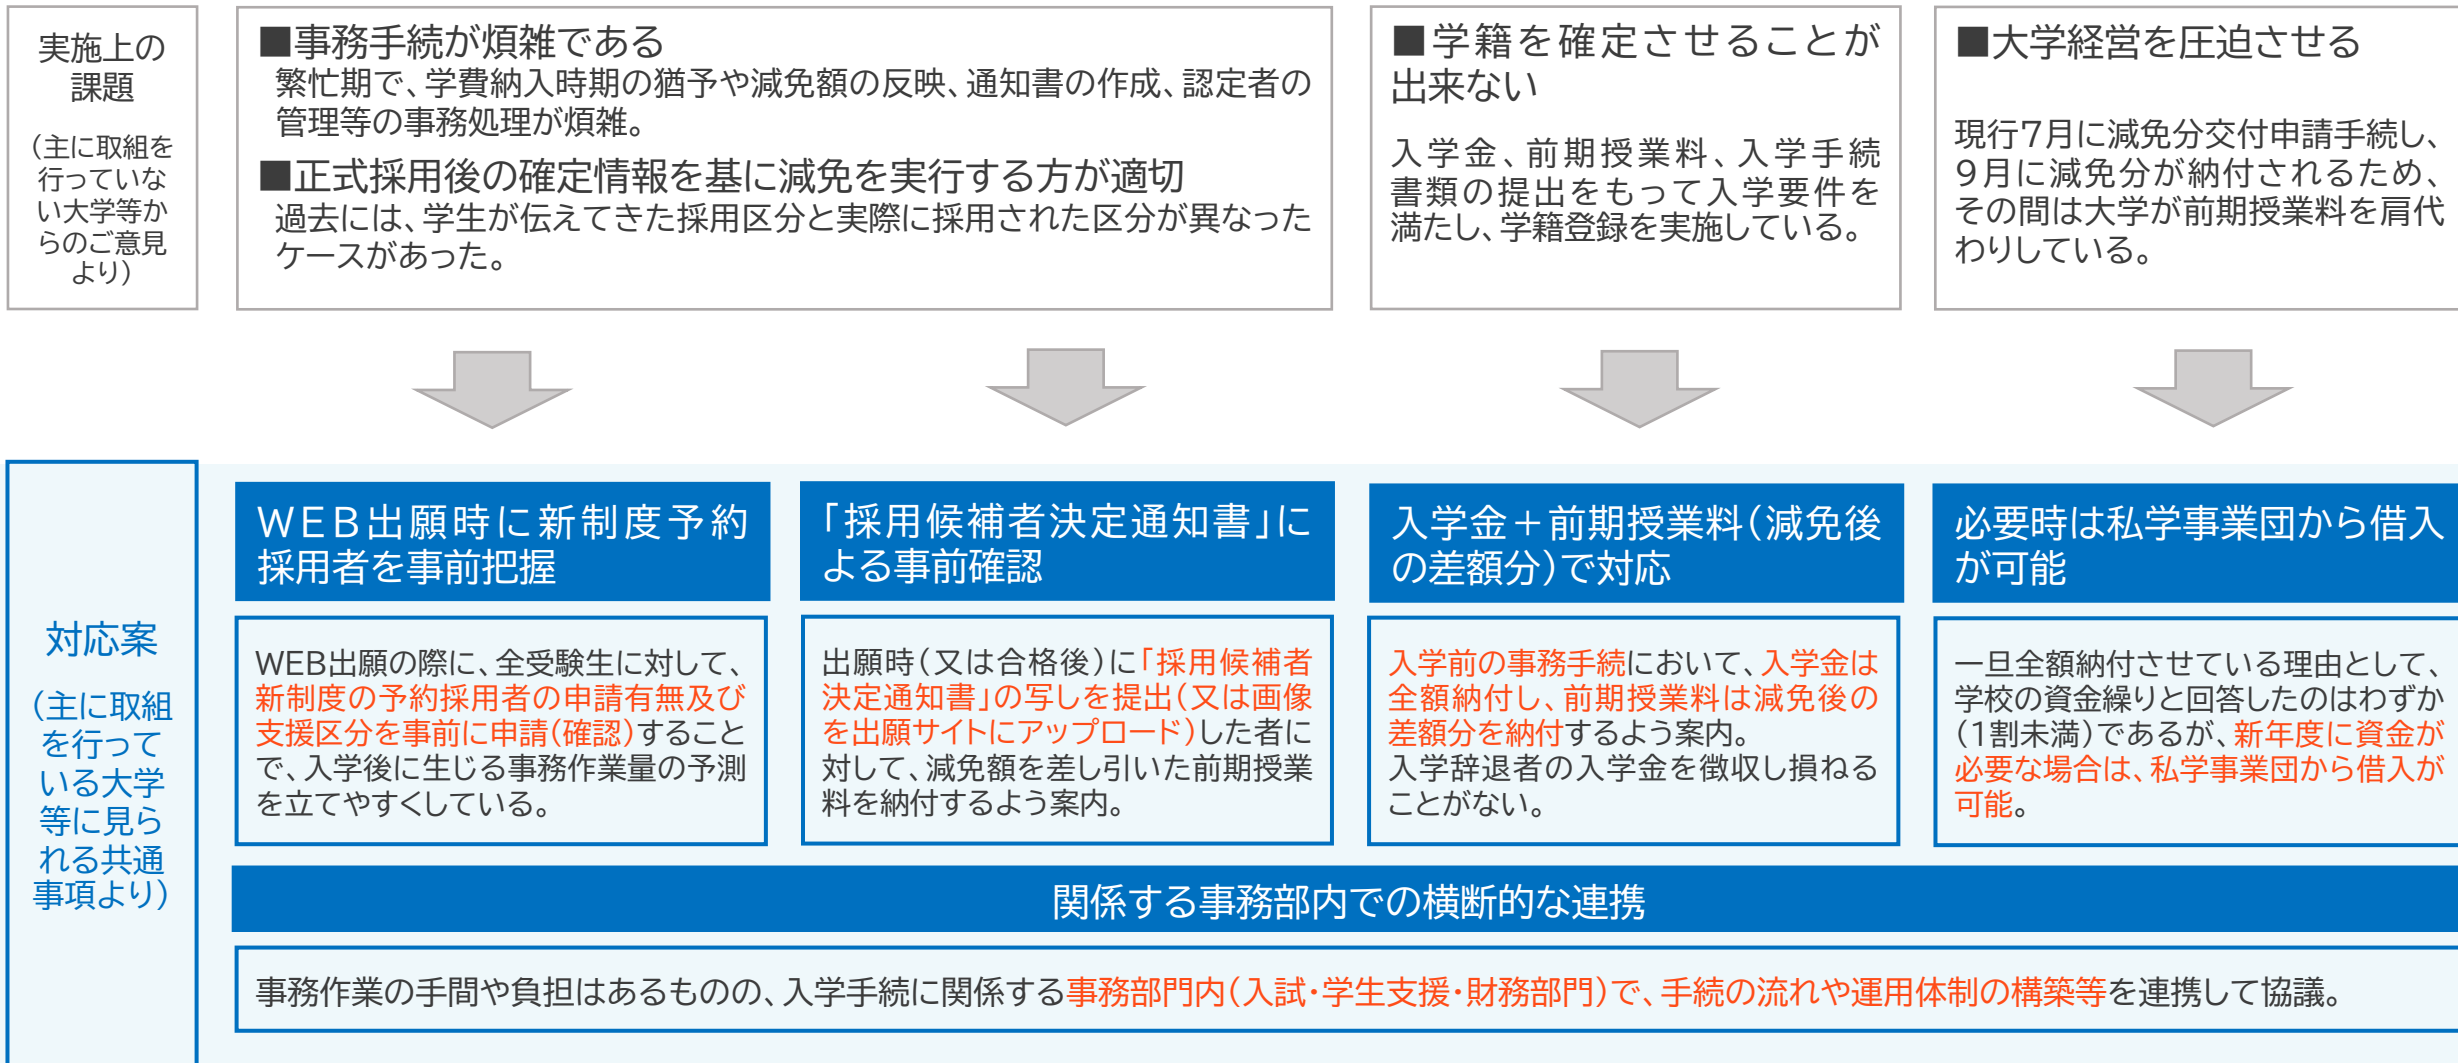 実施上の
課題
（主に取組を
行っていな
い大学等か
らのご意見
より）
■事務手続が煩雑である
繁忙期で、学費納入時期の猶予や減免額の反映、通知書の作成、認定者の
管理等の事務処理が煩雑。
■正式採用後の確定情報を基に減免を実行する方が適切
過去には、学生が伝えてきた採用区分と実際に採用された区分が異なった
ケースがあった。
■学籍を確定させることが
出来ない
入学金、前期授業料、入学手続
書類の提出をもって入学要件を
満たし、学籍登録を実施している。
■大学経営を圧迫させる
現行７月に減免分交付申請手続し、
９月に減免分が納付されるため、
その間は大学が前期授業料を肩代
わりしている。
対応案
（主に取組
を行って
いる大学
等に見ら
れる共通
事項より）
ＷＥＢ出願時に新制度予約
採用者を事前把握
WEB出願の際に、全受験生に対して、
新制度の予約採用者の申請有無及び
支援区分を事前に申請(確認)すること
で、入学後に生じる事務作業量の予測
を立てやすくしている。
「採用候補者決定通知書」に
よる事前確認
出願時（又は合格後）に「採用候補者
決定通知書」の写しを提出（又は画像
を出願サイトにアップロード）した者に
対して、減免額を差し引いた前期授業
料を納付するよう案内。
入学金＋前期授業料（減免後
の差額分）で対応
入学前の事務手続において、入学金は
全額納付し、前期授業料は減免後の
差額分を納付するよう案内。
入学辞退者の入学金を徴収し損ねる
ことがない。
必要時は私学事業団から借入
が可能
一旦全額納付させている理由として、
学校の資金繰りと回答したのはわずか
（1割未満）であるが、新年度に資金が
必要な場合は、私学事業団から借入が
可能。
関係する事務部内での横断的な連携
事務作業の手間や負担はあるものの、入学手続に関係する事務部門内（入試・学生支援・財務部門）で、手続の流れや運用体制の構築等を連携して協議。